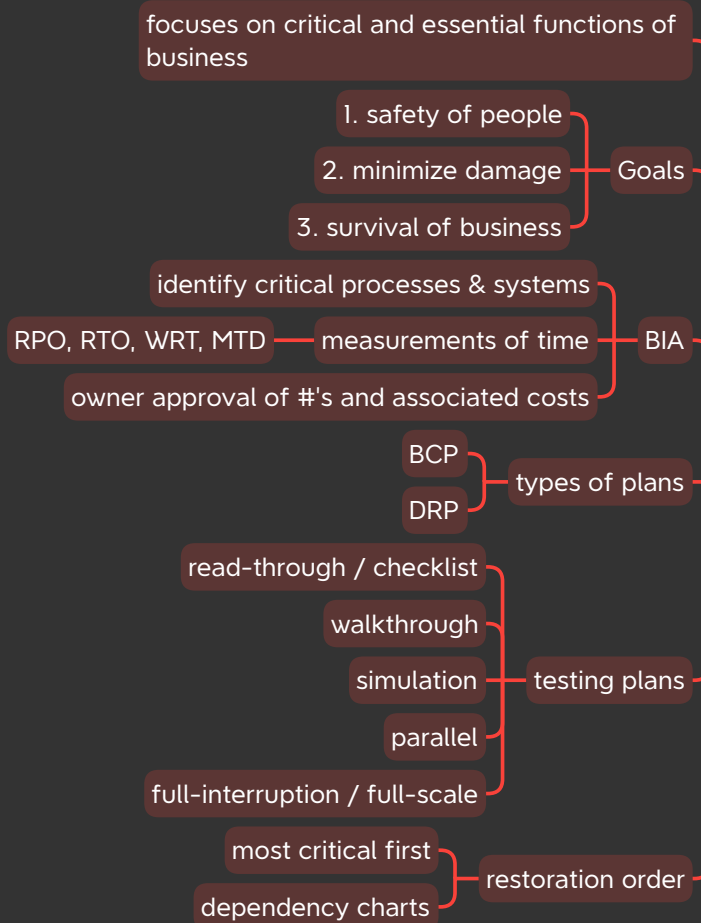 focuses on critical and essential functions of
business
1. safety of people
2. minimize damage
Goals
3. survival of business
identify critical processes & systems
RPO, RTO, WRT, MTD
measurements of time
BIA
owner approval of #'s and associated costs
BCP
types of plans
DRP
read-through / checklist
walkthrough
simulation
testing plans
parallel
full-interruption / full-scale
most critical first
restoration order
dependency charts